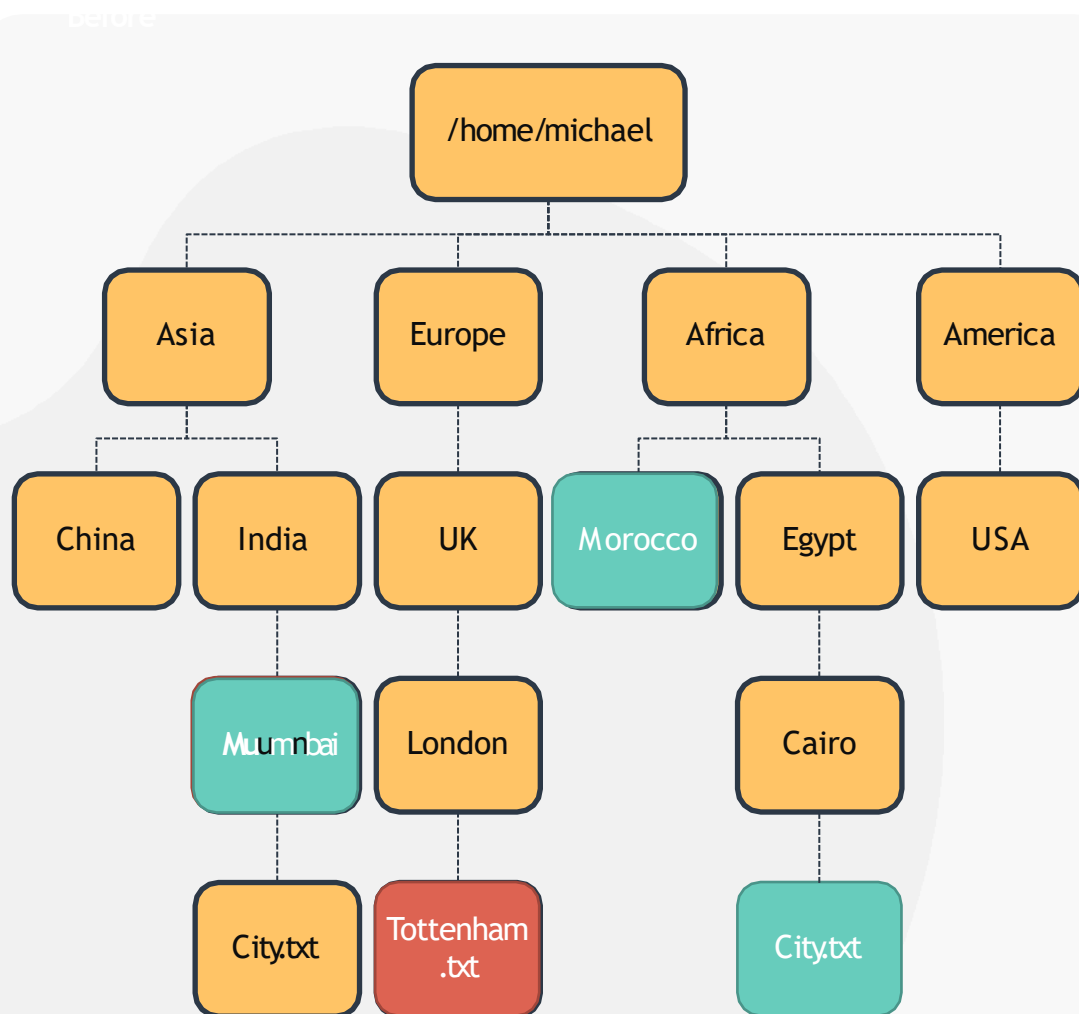 Before
/home/michael
Asia
Europe
Africa
America
China
India
UK
Morocco
Egypt
USA
London
Cairo
City.txt
Tottenham
.txt
City.txt